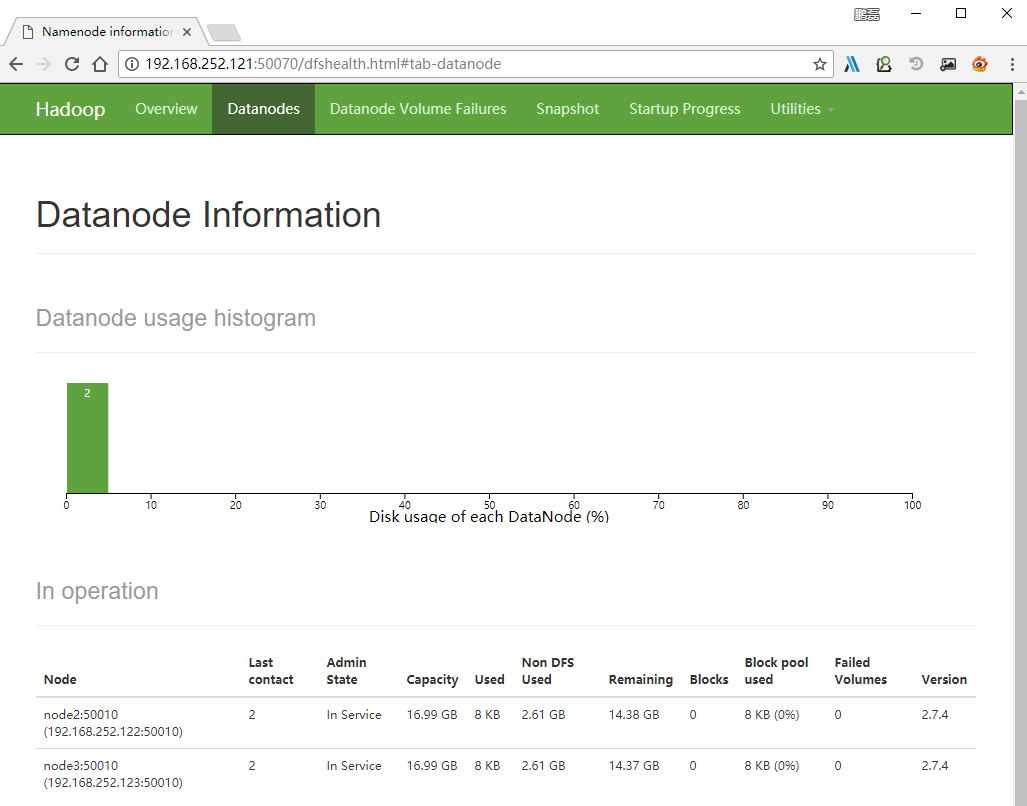 鹏磊
Namenode information
192.168.252.121:50070/dfshealth.html#tab-datanode
Hadoop Overview Datanodes Datanode Volume Failures Snapshot Startup Progress Utilities
Datanode Information
Datanode usage histogram
2
0 10 20 30 40 50 60 70 80 90 100
Disk usage of each DataNode (%)
In operation
Node Last contact Admin State Capacity Used Non DFS Used Remaining Blocks Block pool used Failed Volumes Version
node2:50010 2 In Service 16.99 GB 8 KB 2.61 GB 14.38 GB 0 8 KB (0%) 0 2.7.4
(192.168.252.122:50010)
node3:50010 2 In Service 16.99 GB 8 KB 2.61 GB 14.37 GB 0 8 KB (0%) 0 2.7.4
(192.168.252.123:50010)